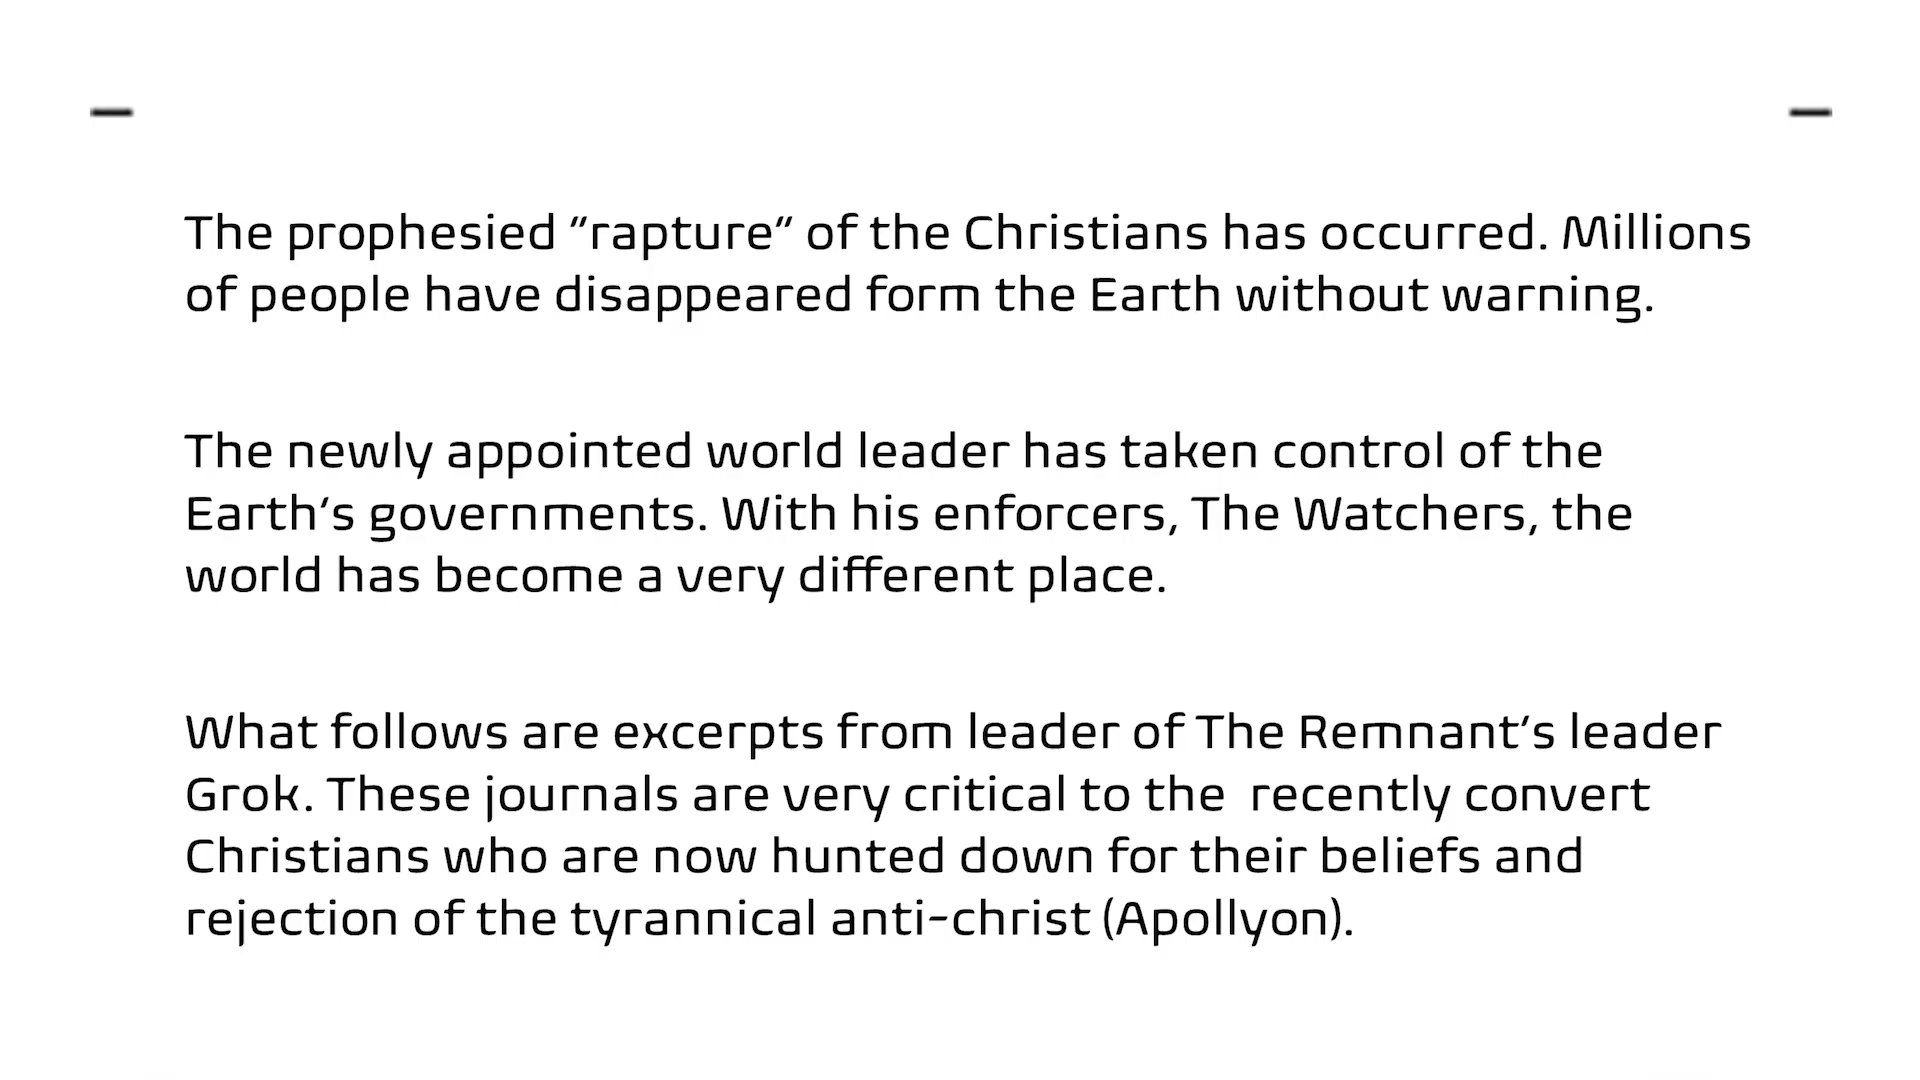 The prophesied "rapture" of the Christians has occurred. Millions
of people have disappeared form the Earth without warning.
The newly appointed world leader has taken control of the
Earth's governments. With his enforcers, The Watchers, the
world has become a very different place.
What follows are excerpts from leader of The Remnant's leader
Grok. These journals are very critical to the  recently convert
Christians who are now hunted down for their beliefs and
rejection of the tyrannical anti-christ (Apollyon).